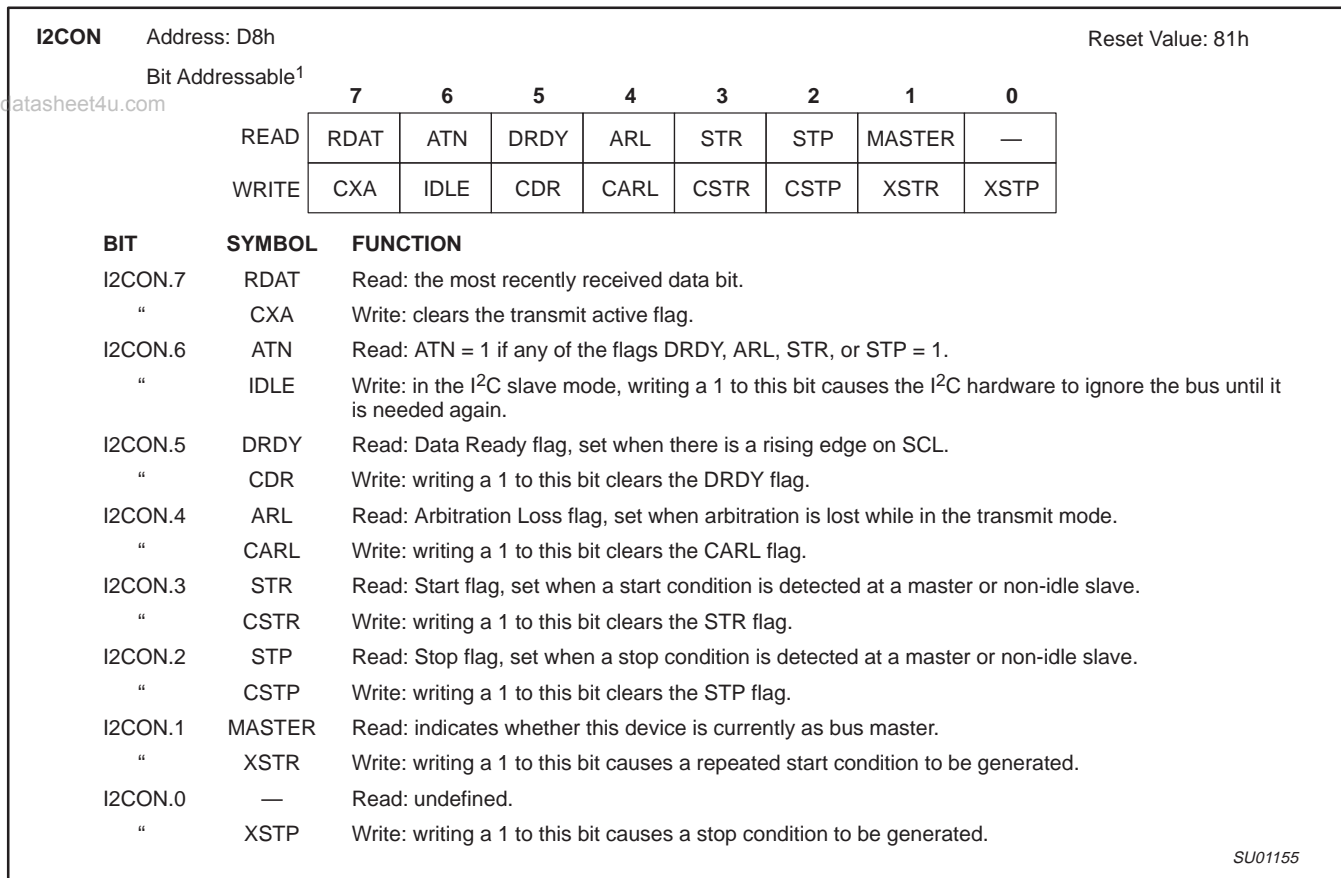 I2CON Address: D8h Reset Value: 81h
Bit Addressable1
datasheet4u.com
7 6 5 4 3 2 1 0
READ RDAT ATN DRDY ARL STR STP MASTER —
WRITE CXA IDLE CDR CARL CSTR CSTP XSTR XSTP
BIT SYMBOL FUNCTION
I2CON.7 RDAT Read: the most recently received data bit.
“ CXA Write: clears the transmit active flag.
I2CON.6 ATN Read: ATN = 1 if any of the flags DRDY, ARL, STR, or STP = 1.
“ IDLE Write: in the I2C slave mode, writing a 1 to this bit causes the I2C hardware to ignore the bus until it
is needed again.
I2CON.5 DRDY Read: Data Ready flag, set when there is a rising edge on SCL.
“ CDR Write: writing a 1 to this bit clears the DRDY flag.
I2CON.4 ARL Read: Arbitration Loss flag, set when arbitration is lost while in the transmit mode.
“ CARL Write: writing a 1 to this bit clears the CARL flag.
I2CON.3 STR Read: Start flag, set when a start condition is detected at a master or non-idle slave.
“ CSTR Write: writing a 1 to this bit clears the STR flag.
I2CON.2 STP Read: Stop flag, set when a stop condition is detected at a master or non-idle slave.
“ CSTP Write: writing a 1 to this bit clears the STP flag.
I2CON.1 MASTER Read: indicates whether this device is currently as bus master.
“ XSTR Write: writing a 1 to this bit causes a repeated start condition to be generated.
I2CON.0 — Read: undefined.
“ XSTP Write: writing a 1 to this bit causes a stop condition to be generated.
SU01155